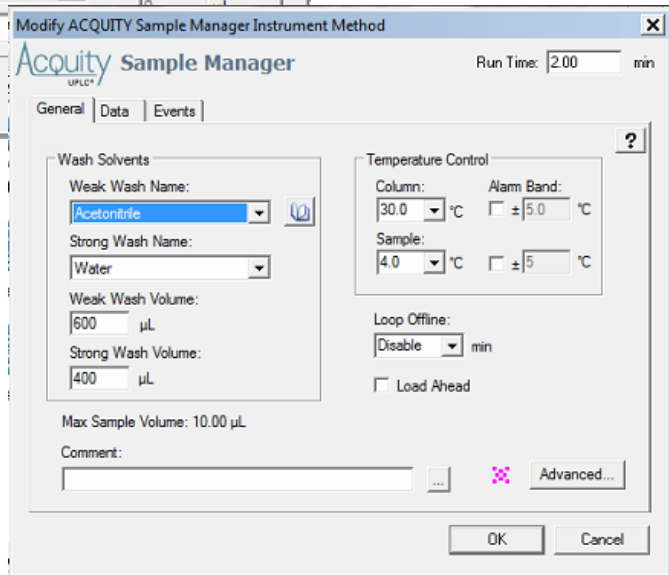 Modify ACQUITY Sample Manager Instrument Method
ACQUITY UPLC® Sample Manager
Run Time: 2.00 min
General Data Events
?
Wash Solvents
Weak Wash Name:
Acetonitrile
Strong Wash Name:
Water
Weak Wash Volume:
600 µL
Strong Wash Volume:
400 µL
Temperature Control
Column: Alarm Band:
30.0 °C ± 5.0 °C
Sample:
4.0 °C ± 5 °C
Loop Offline:
Disable min
Load Ahead
Max Sample Volume: 10.00 µL
Comment:
...
Advanced...
OK Cancel